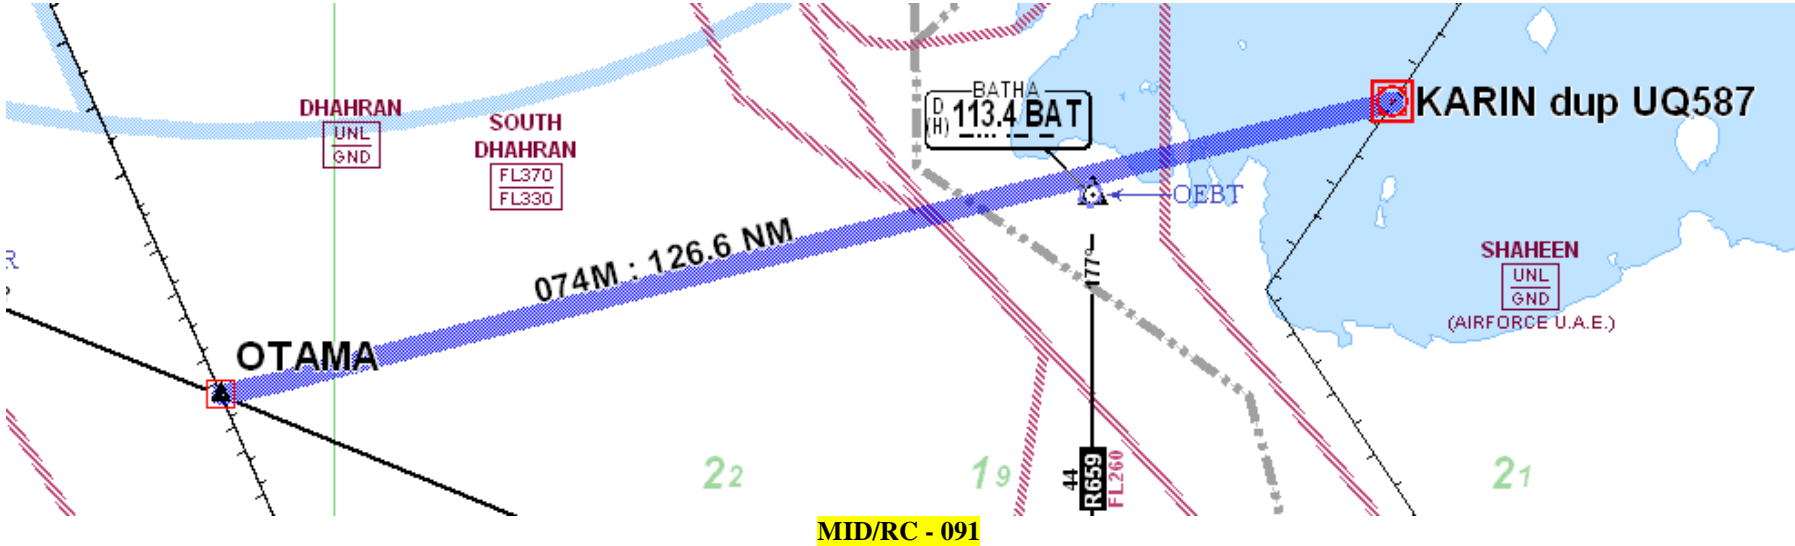 DHAHRAN
UNL
GND
SOUTH
DHAHRAN
FL370
FL330
BATHA
D
(H)
113.4 BAT
KARIN dup UQ587
OEBT
074M : 126.6 NM
177°
R
SHAHEEN
UNL
GND
(AIRFORCE U.A.E.)
OTAMA
22
19
21
44
R659
FL260
MID/RC - 091